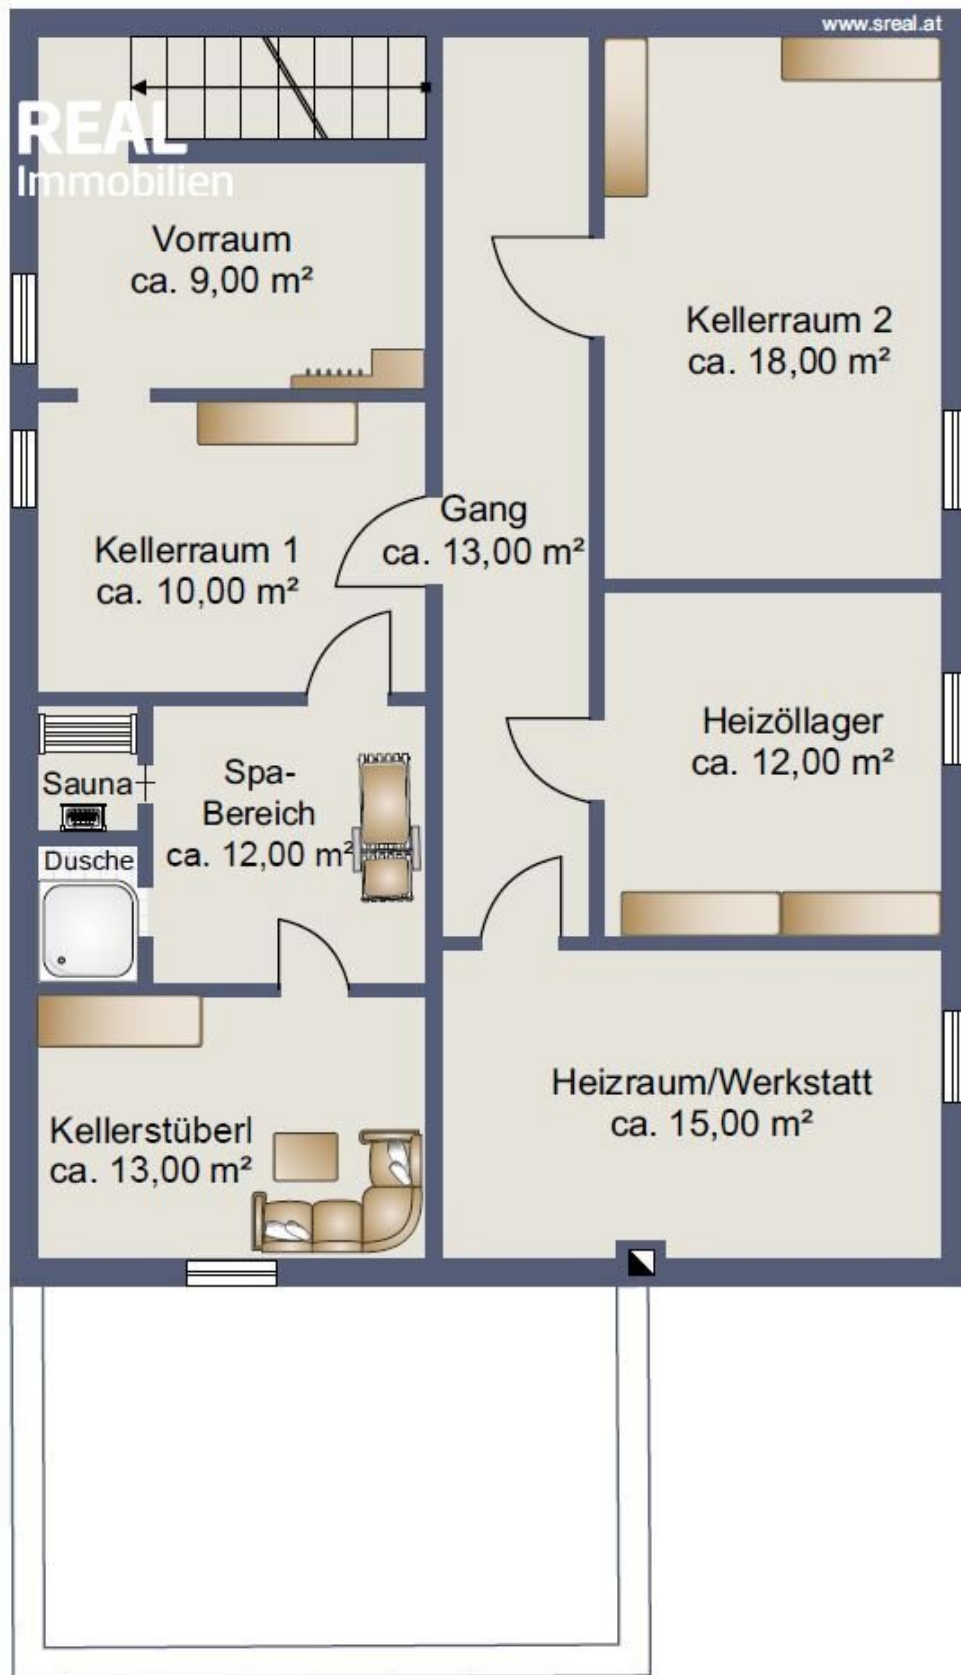 www.sreal.at
REAL
Immobilien
Vorraum
ca. 9,00 m²
Kellerraum 2
ca. 18,00 m²
Gang
ca. 13,00 m²
Kellerraum 1
ca. 10,00 m²
Heizöllager
ca. 12,00 m²
Sauna
Spa-
Bereich
ca. 12,00 m²
Dusche
Heizraum/Werkstatt
ca. 15,00 m²
Kellerstüberl
ca. 13,00 m²